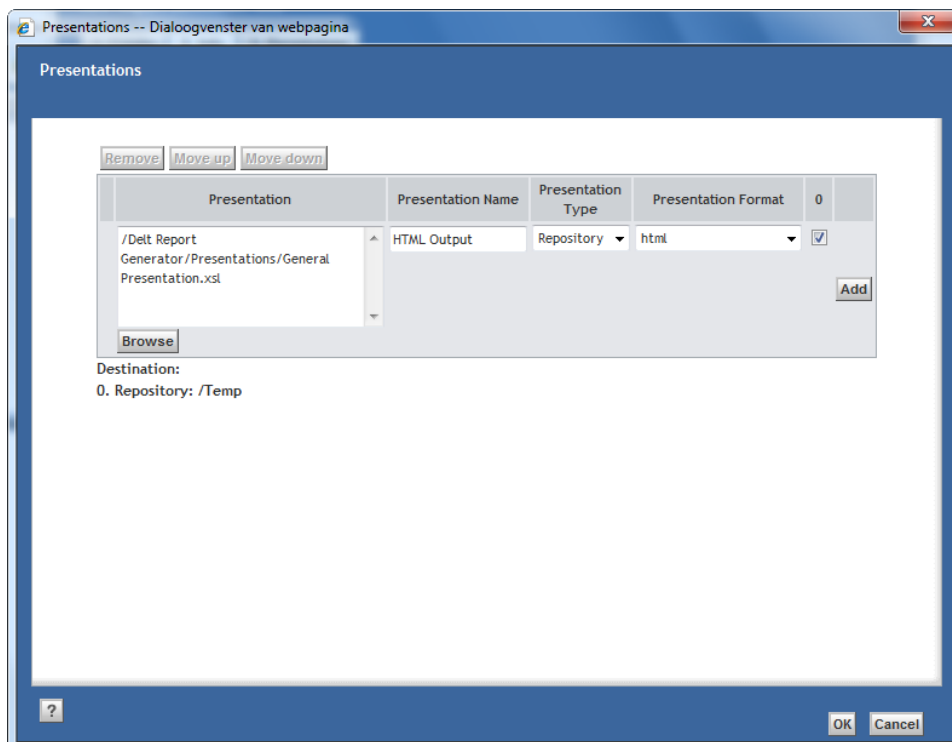 Presentations -- Dialoogvenster van webpagina
x
Presentations
Remove Move up Move down
Presentation Presentation Name Presentation Type Presentation Format 0
/Delt Report HTML Output Repository html
Generator/Presentations/General
Presentation.xsl
Add
Browse
Destination:
0. Repository: /Temp
?
OK Cancel